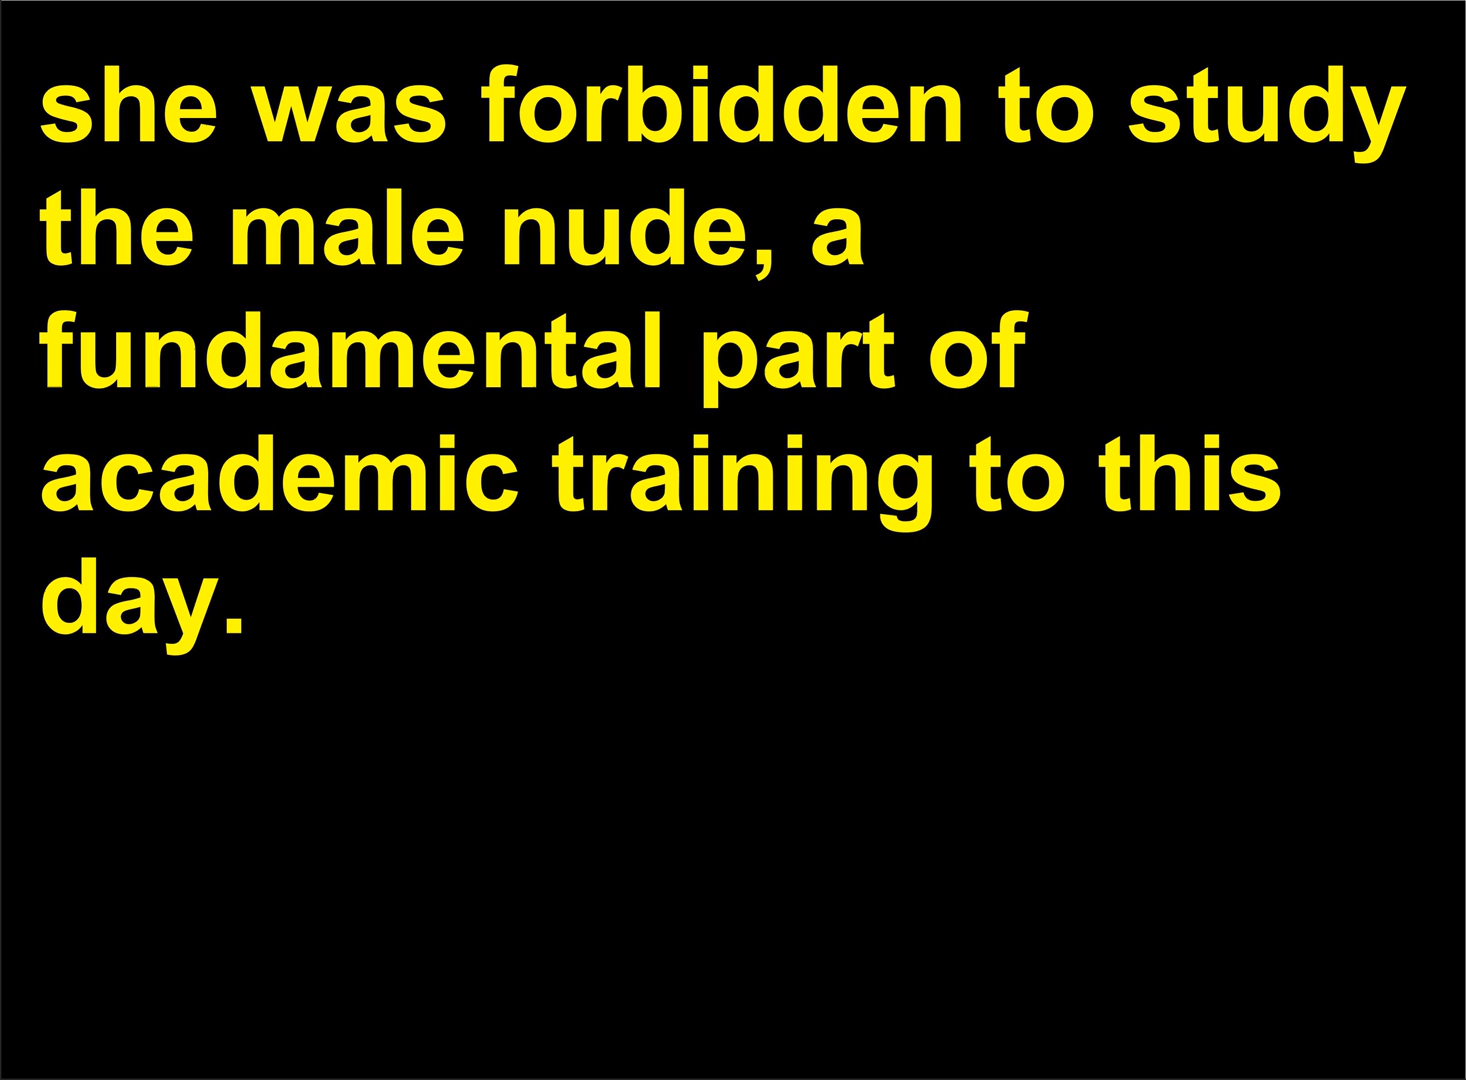 she was forbidden to study
the male nude, a
fundamental part of
academic training to this
day.